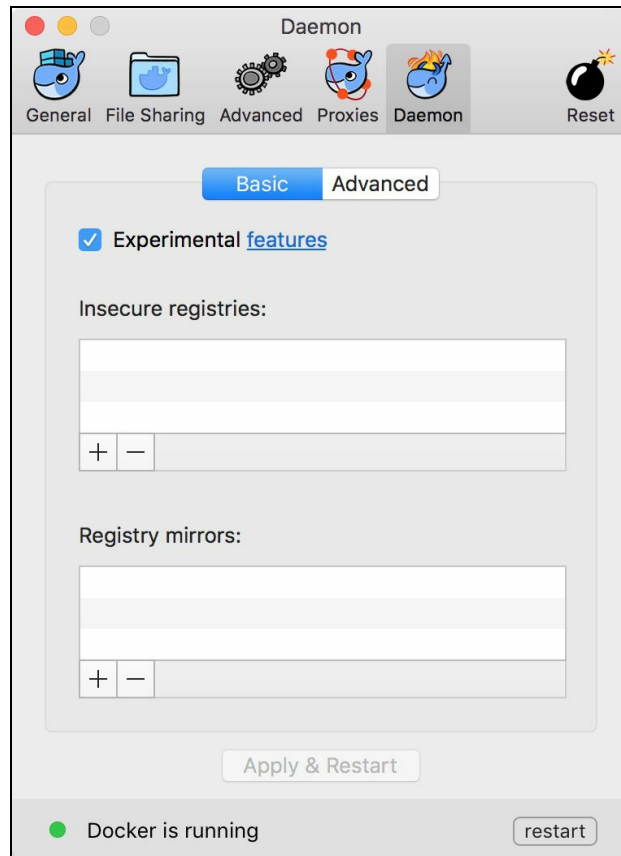 Daemon
General File Sharing Advanced Proxies Daemon Reset
Basic Advanced
Experimental features
Insecure registries:
+ −
Registry mirrors:
+ −
Apply & Restart
Docker is running restart